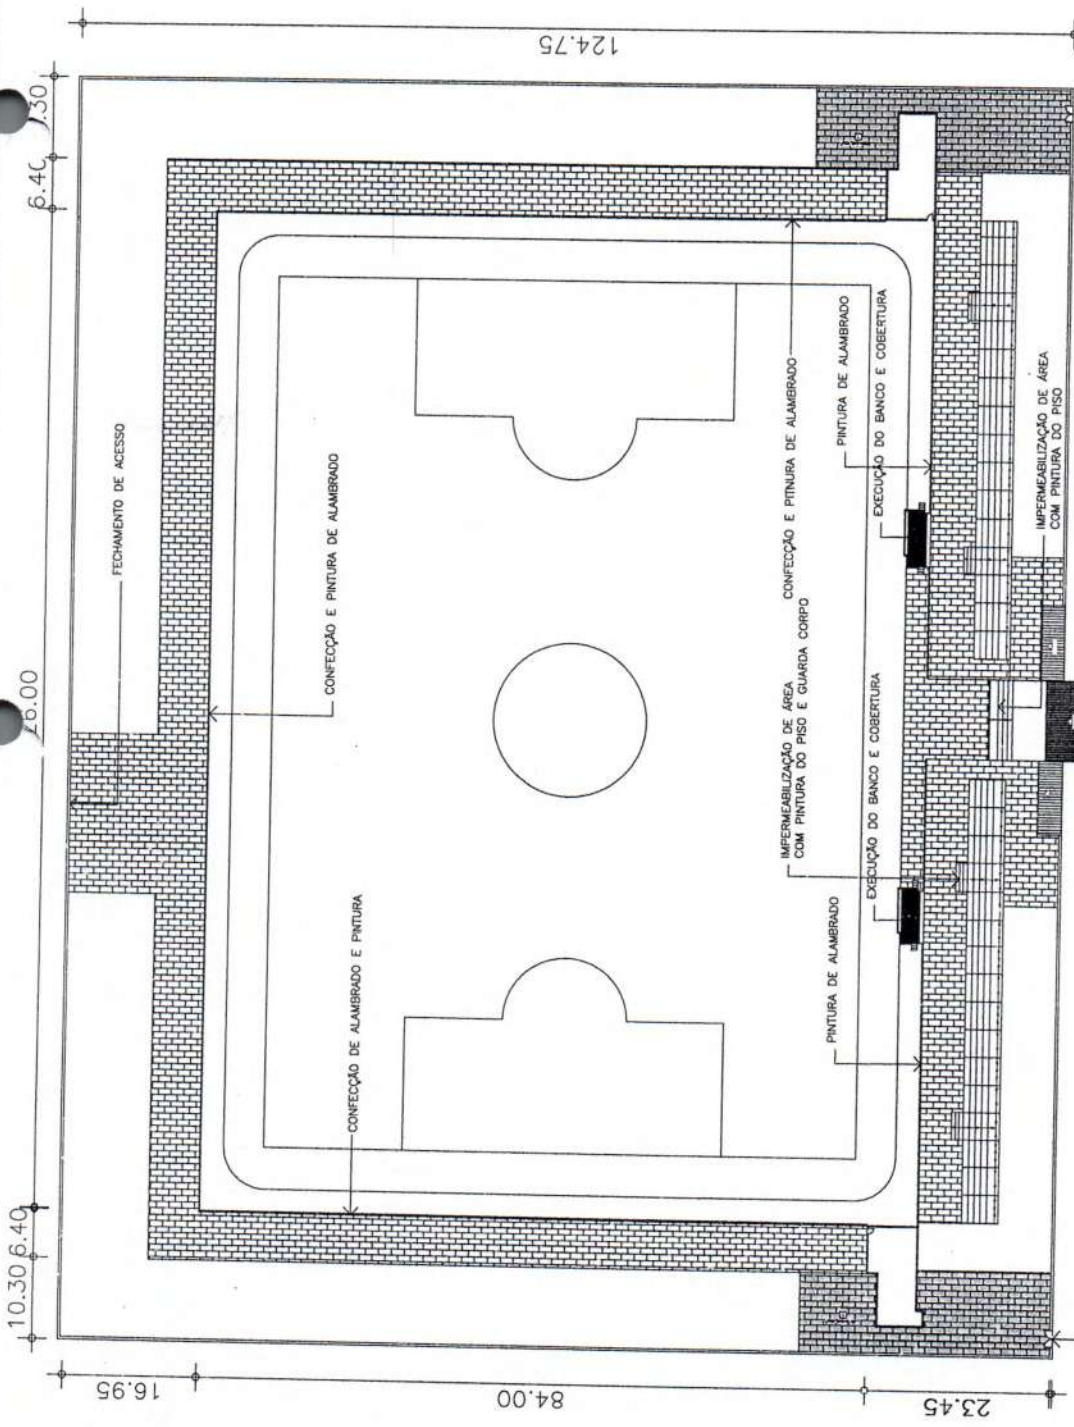 10.30
6.40
6.40
124.75
FECHAMENTO DE ACESSO
CONFECÇÃO E PINTURA DE ALAMBRADO
CONFECÇÃO DE ALAMBRADO E PINTURA
CONFECÇÃO E PITNURA DE ALAMBRADO
IMPERMEABILIZAÇÃO DE ÁREA
COM PINTURA DO PISO E GUARDA CORPO
PINTURA DE ALAMBRADO
EXECUÇÃO DO BANCO E COBERTURA
PINTURA DE ALAMBRADO
EXECUÇÃO DO BANCO E COBERTURA
IMPERMEABILIZAÇÃO DE ÁREA
COM PINTURA DO PISO
16.95
84.00
23.45